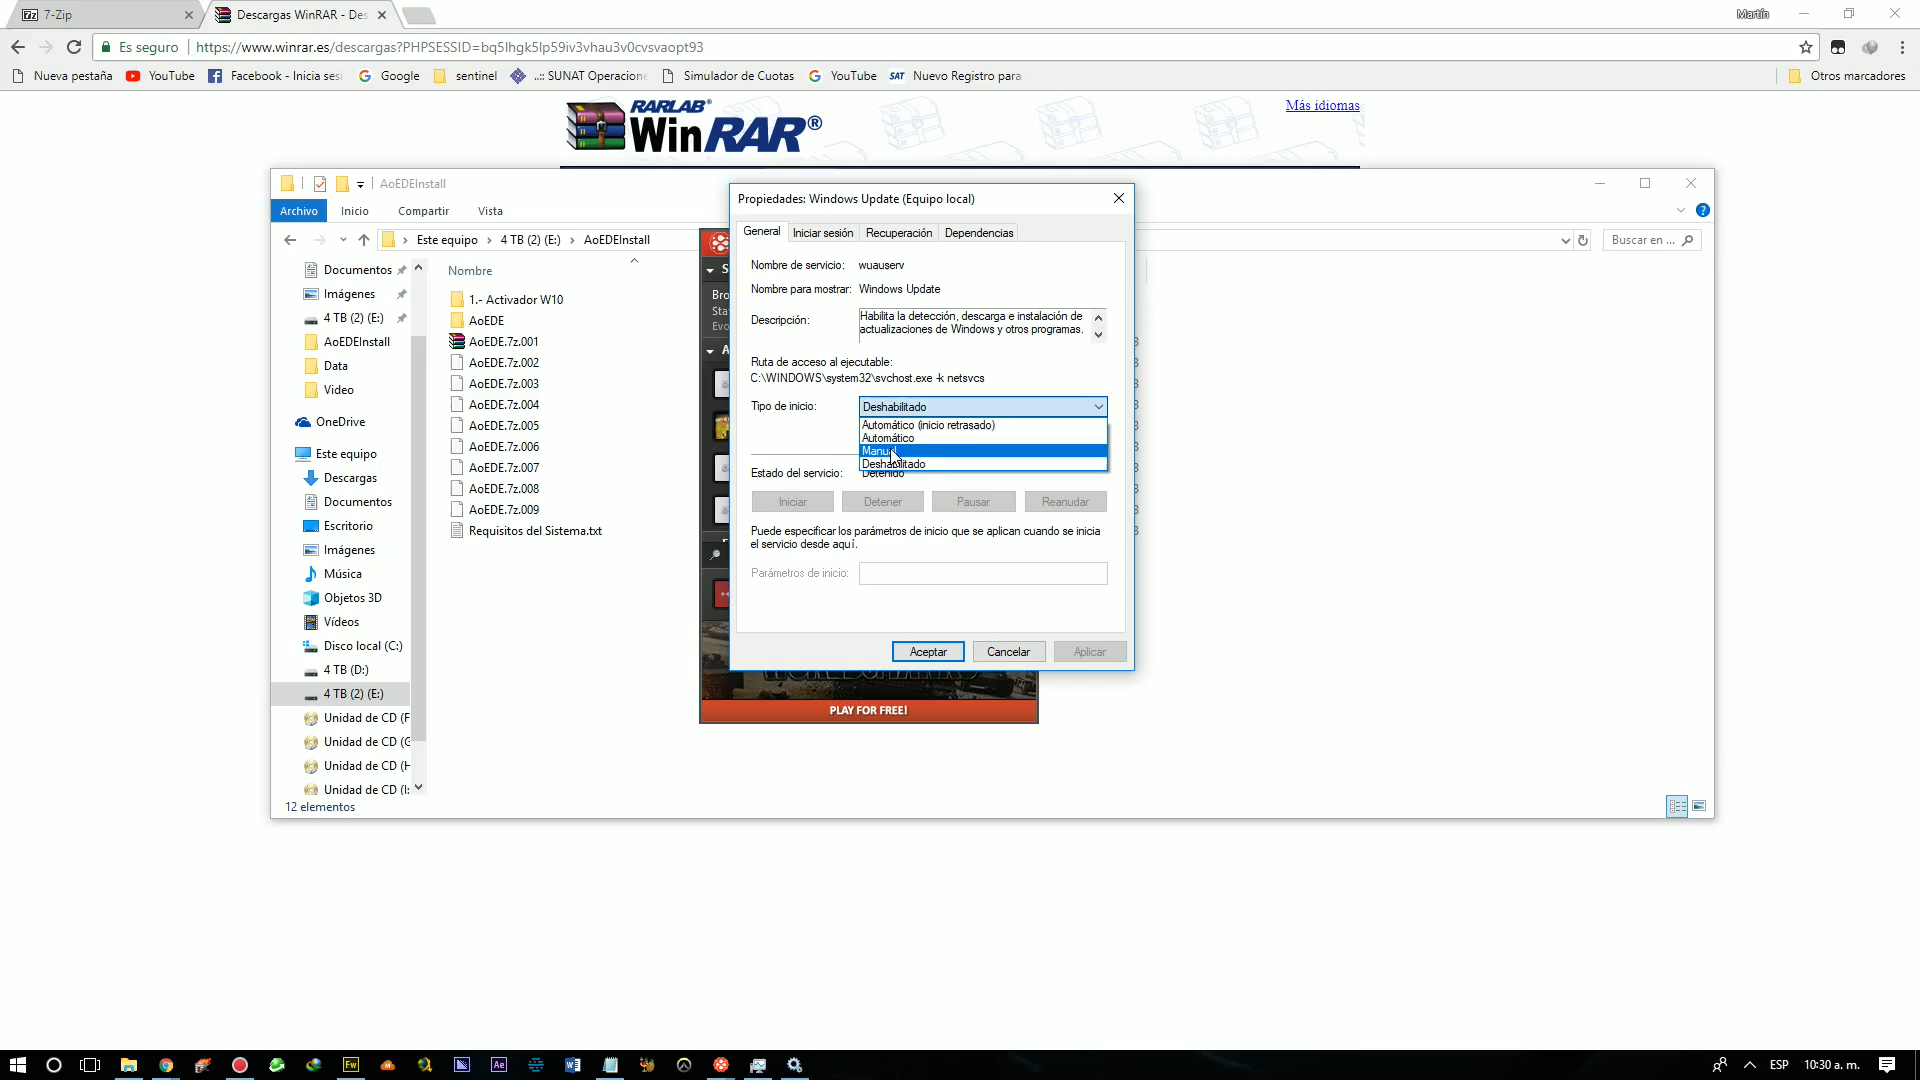 7-Zip
Descargas WinRAR - Des
Martín
Es seguro
https://www.winrar.es/descargas?PHPSESSID=bq5lhgk5lp59iv3vhau3v0cvsvaopt93
Nueva pestaña
YouTube
Facebook - Inicia ses
Google
sentinel
..:: SUNAT Operacione
Simulador de Cuotas
YouTube
SAT
Nuevo Registro para
Otros marcadores
RARLAB®
WinRAR®
Más idiomas
AoEDEInstall
Archivo
Inicio
Compartir
Vista
Este equipo
4 TB (2) (E:)
AoEDEInstall
Buscar en ...
Documentos
Imágenes
4 TB (2) (E:)
AoEDEInstall
Data
Video
OneDrive
Este equipo
Descargas
Documentos
Escritorio
Imágenes
Música
Objetos 3D
Vídeos
Disco local (C:)
4 TB (D:)
4 TB (2) (E:)
Unidad de CD (F
Unidad de CD (G
Unidad de CD (H
Unidad de CD (I:
12 elementos
Nombre
1.- Activador W10
AoEDE
AoEDE.7z.001
AoEDE.7z.002
AoEDE.7z.003
AoEDE.7z.004
AoEDE.7z.005
AoEDE.7z.006
AoEDE.7z.007
AoEDE.7z.008
AoEDE.7z.009
Requisitos del Sistema.txt
Bro
Sta
Evo
Propiedades: Windows Update (Equipo local)
General
Iniciar sesión
Recuperación
Dependencias
Nombre de servicio:
wuauserv
Nombre para mostrar:
Windows Update
Descripción:
Habilita la detección, descarga e instalación de
actualizaciones de Windows y otros programas.
Ruta de acceso al ejecutable:
C:\WINDOWS\system32\svchost.exe -k netsvcs
Tipo de inicio:
Deshabilitado
Automático (inicio retrasado)
Automático
Manual
Deshabilitado
Estado del servicio:
Detenido
Iniciar
Detener
Pausar
Reanudar
Puede especificar los parámetros de inicio que se aplican cuando se inicia
el servicio desde aquí.
Parámetros de inicio:
Aceptar
Cancelar
Aplicar
PLAY FOR FREE!
Fw
Ae
ESP
10:30 a. m.